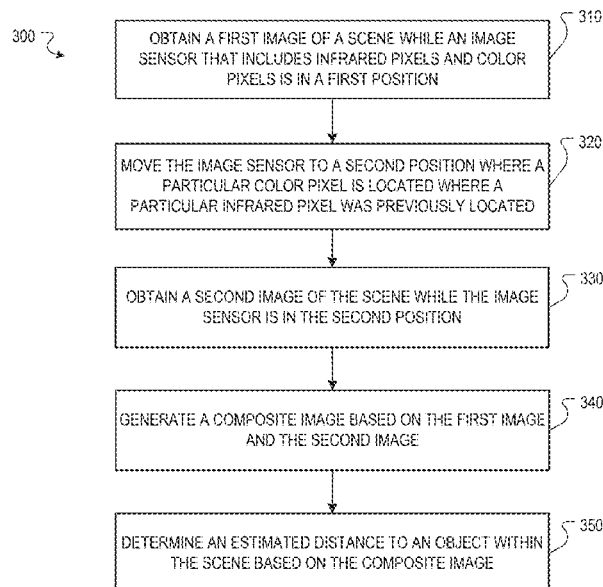 300
310
OBTAIN A FIRST IMAGE OF A SCENE WHILE AN IMAGE
SENSOR THAT INCLUDES INFRARED PIXELS AND COLOR
PIXELS IS IN A FIRST POSITION
320
MOVE THE IMAGE SENSOR TO A SECOND POSITION WHERE A
PARTICULAR COLOR PIXEL IS LOCATED WHERE A
PARTICULAR INFRARED PIXEL WAS PREVIOUSLY LOCATED
330
OBTAIN A SECOND IMAGE OF THE SCENE WHILE THE IMAGE
SENSOR IS IN THE SECOND POSITION
340
GENERATE A COMPOSITE IMAGE BASED ON THE FIRST IMAGE
AND THE SECOND IMAGE
350
DETERMINE AN ESTIMATED DISTANCE TO AN OBJECT WITHIN
THE SCENE BASED ON THE COMPOSITE IMAGE